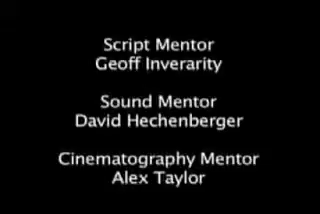 Script Mentor
Geoff Inverarity
Sound Mentor
David Hechenberger
Cinematography Mentor
Alex Taylor